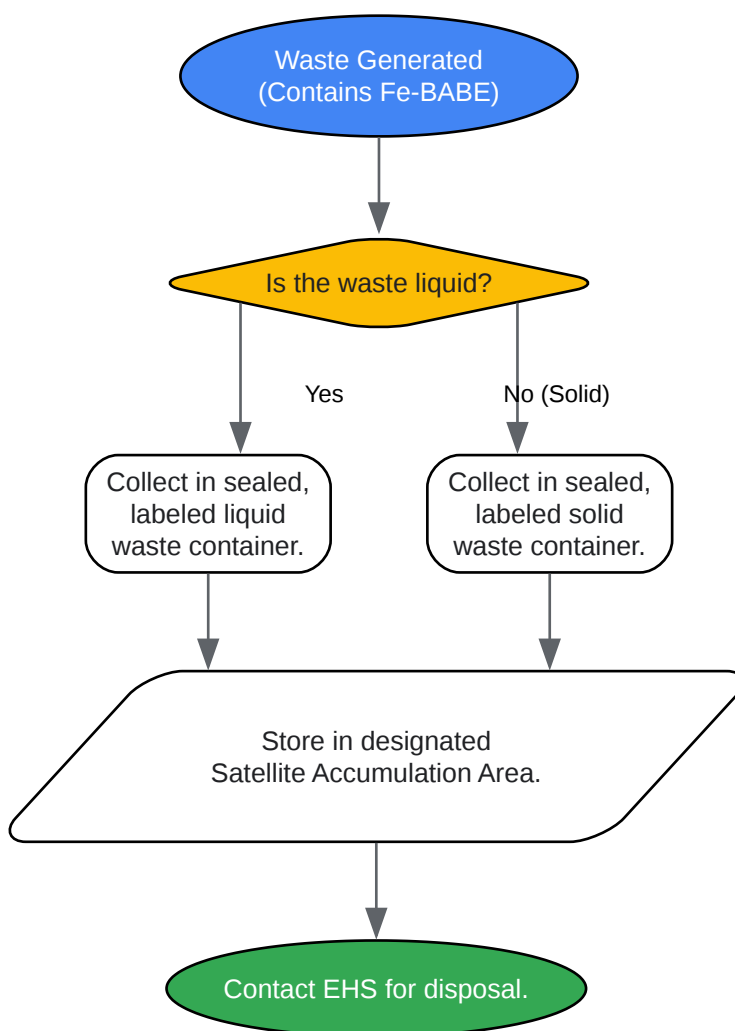 Waste Generated
(Contains Fe-BABE)
Is the waste liquid?
Yes
No (Solid)
Collect in sealed,
labeled liquid
waste container.
Collect in sealed,
labeled solid
waste container.
Store in designated
Satellite Accumulation Area.
Contact EHS for disposal.